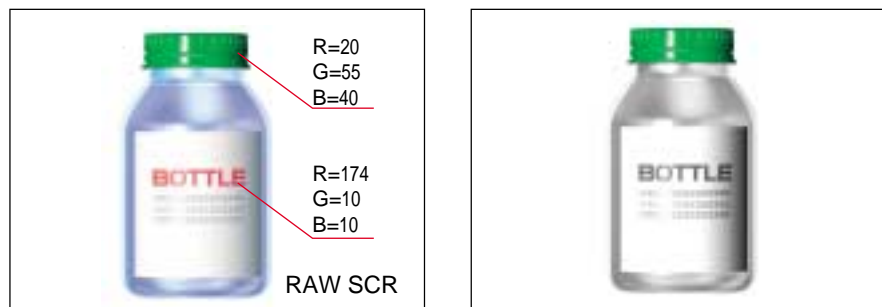 R=20
G=55
B=40
BOTTLE
R=174
G=10
B=10
RAW SCR
BOTTLE